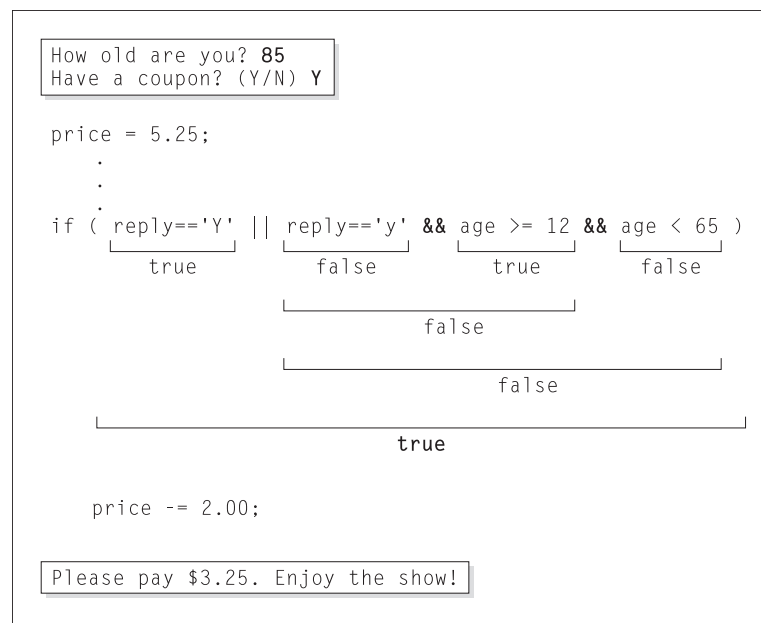 How old are you? 85
Have a coupon? (Y/N) Y
price = 5.25;
.
.
.
if ( reply=='Y' || reply=='y' && age >= 12 && age < 65 )
true false true false
false
false
true
price -= 2.00;
Please pay $3.25. Enjoy the show!